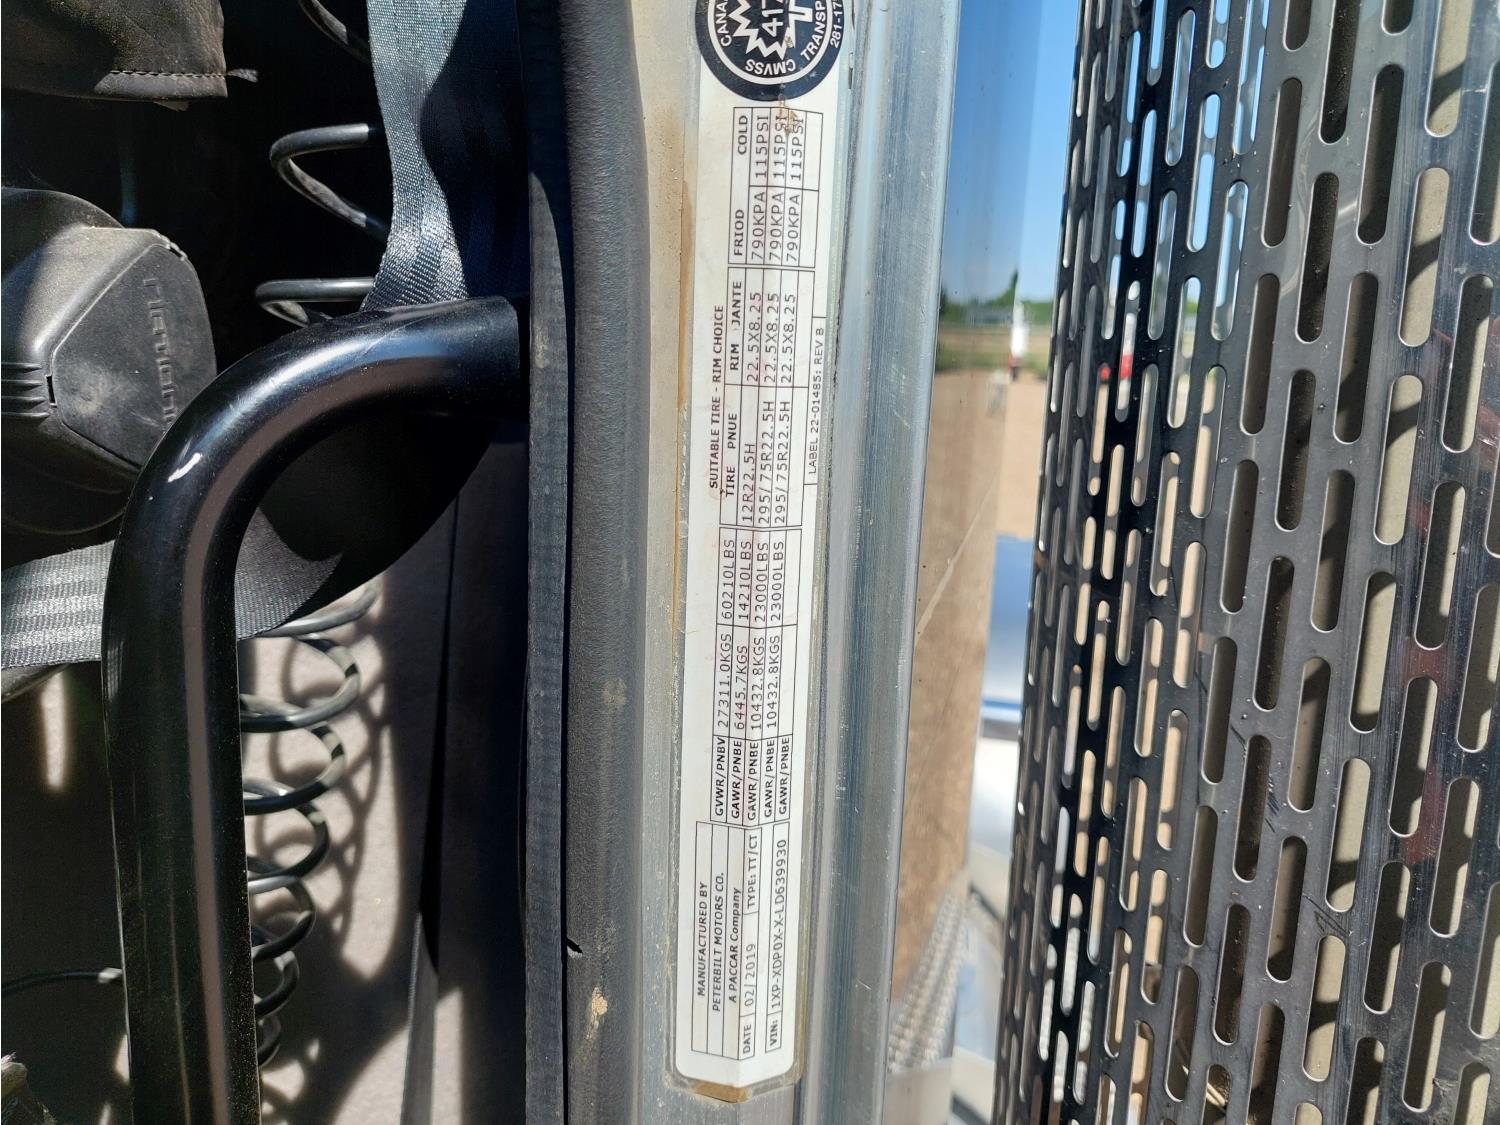 CANA
417
CMVSS
TRANSP
281-17
MANUFACTURED BY
PETERBILT MOTORS CO.
A PACCAR Company
DATE 02/2019 TYPE: TT/CT
VIN: 1XP-XDP0X-X-LD639930
SUITABLE TIRE - RIM CHOICE
TIRE PNUE RIM JANTE FRIOD COLD
GVWR/PNBV 27311.0KGS 60210LBS
GAWR/PNBE 6445.7KGS 14210LBS 12R22.5H 22.5X8.25 790KPA 115PSI
GAWR/PNBE 10432.8KGS 23000LBS 295/75R22.5H 22.5X8.25 790KPA 115PSI
GAWR/PNBE 10432.8KGS 23000LBS 295/75R22.5H 22.5X8.25 790KPA 115PSI
GAWR/PNBE
LABEL 22-01485: REV B